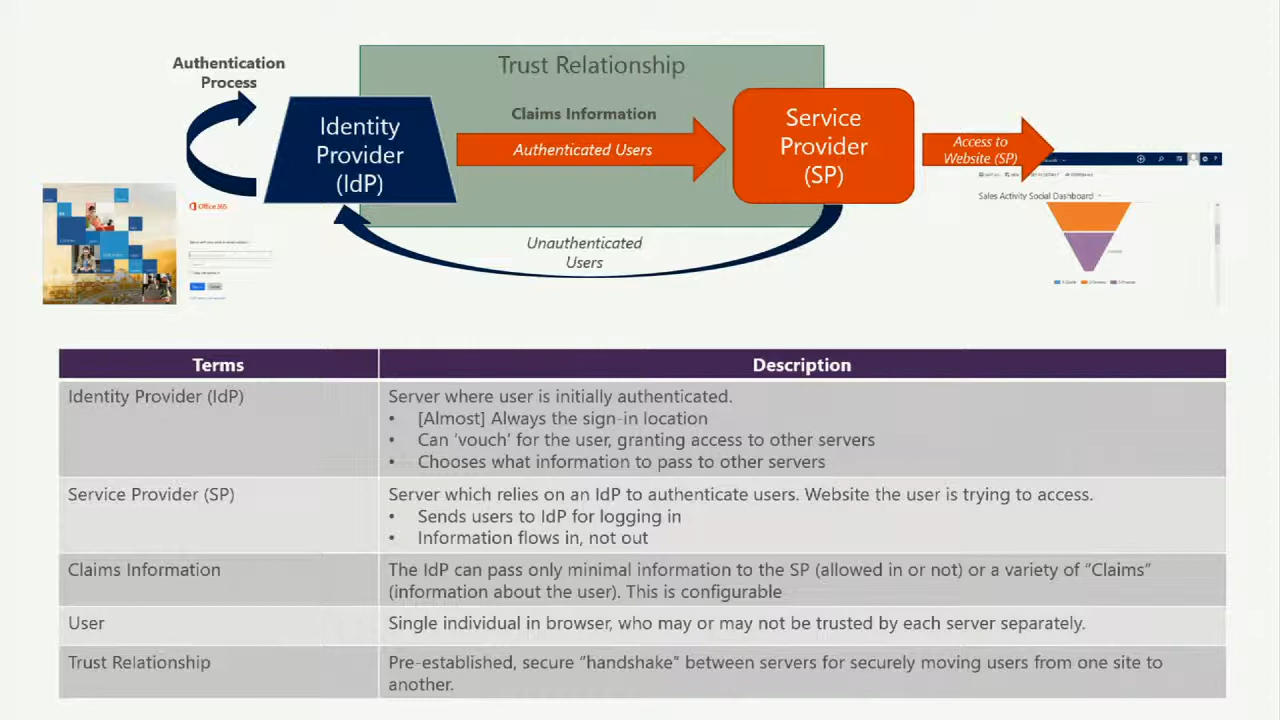 Trust Relationship
Authentication
Process
Claims Information
Identity
Provider
(IdP)
Authenticated Users
Service
Provider
(SP)
Access to
Website (SP)
Office 365
Sales Activity Social Dashboard
Unauthenticated
Users
Terms
Description
Identity Provider (IdP)
Server where user is initially authenticated.
• [Almost] Always the sign-in location
• Can ‘vouch’ for the user, granting access to other servers
• Chooses what information to pass to other servers
Service Provider (SP)
Server which relies on an IdP to authenticate users. Website the user is trying to access.
• Sends users to IdP for logging in
• Information flows in, not out
Claims Information
The IdP can pass only minimal information to the SP (allowed in or not) or a variety of “Claims”
(information about the user). This is configurable
User
Single individual in browser, who may or may not be trusted by each server separately.
Trust Relationship
Pre-established, secure “handshake” between servers for securely moving users from one site to
another.